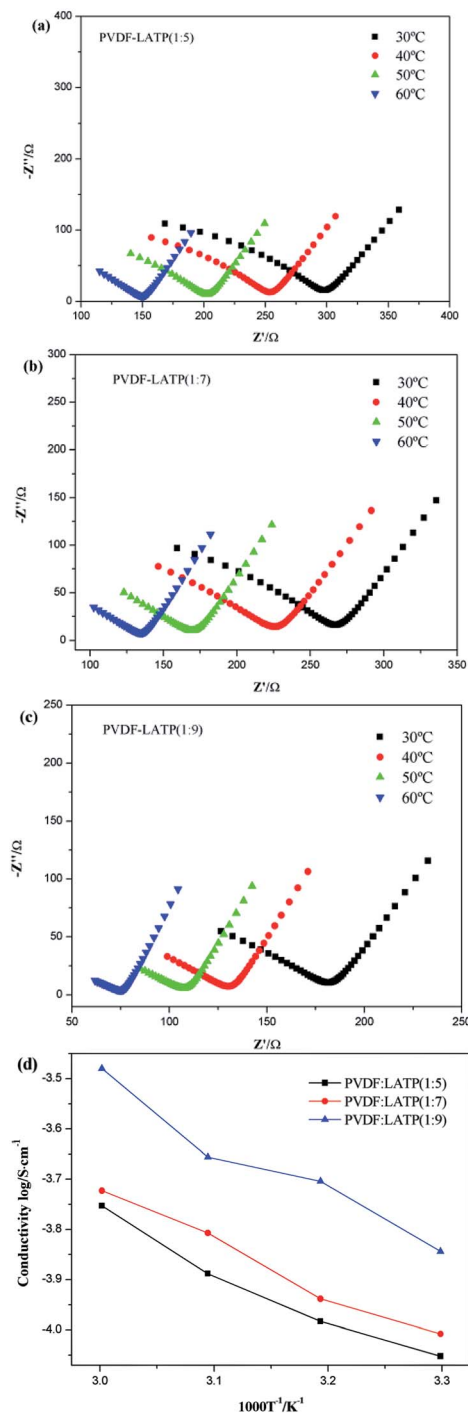 (a)
PVDF-LATP(1:5)
30ºC
40ºC
50ºC
60ºC
400
300
200
100
0
-Z''/Ω
100 150 200 250 300 350 400
Z'/Ω
(b)
PVDF-LATP(1:7)
30ºC
40ºC
50ºC
60ºC
300
250
200
150
100
50
0
-Z''/Ω
100 150 200 250 300 350
Z'/Ω
(c)
PVDF-LATP(1:9)
30ºC
40ºC
50ºC
60ºC
250
200
150
100
50
0
-Z''/Ω
50 100 150 200 250
Z'/Ω
(d)
PVDF:LATP(1:5)
PVDF:LATP(1:7)
PVDF:LATP(1:9)
-3.5
-3.6
-3.7
-3.8
-3.9
-4.0
Conductivity log/S·cm⁻¹
3.0 3.1 3.2 3.3
1000T⁻¹/K⁻¹